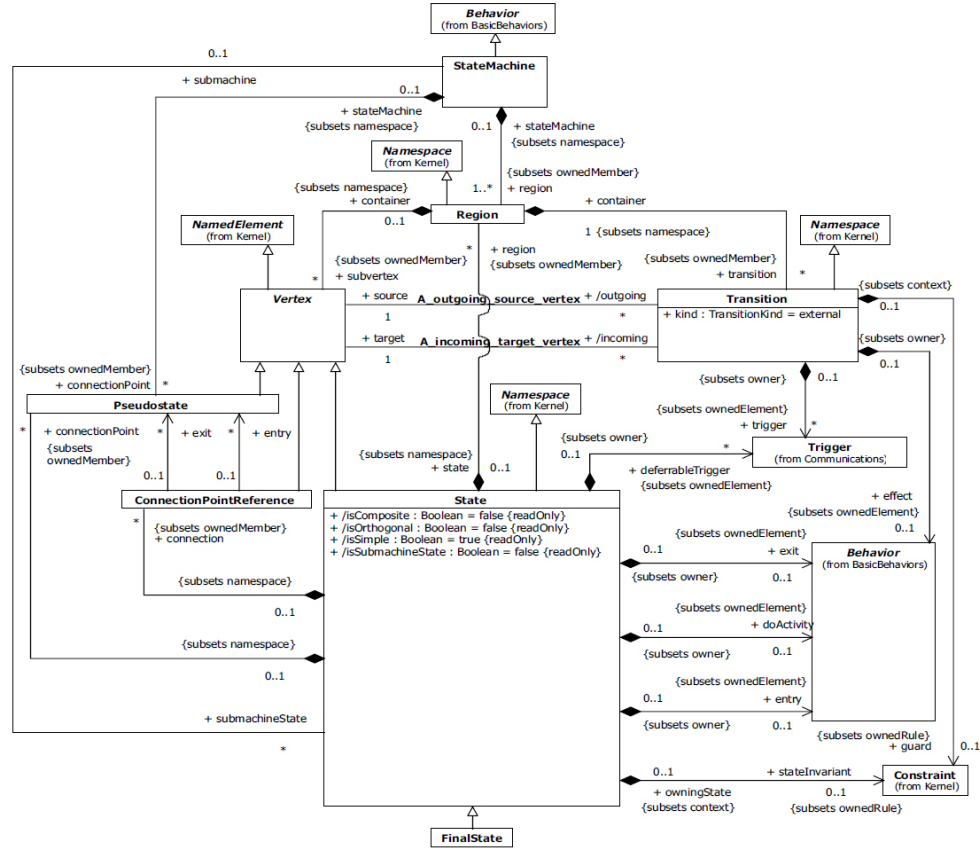 Behavior
(from BasicBehaviors)
0..1
StateMachine
+ submachine
0..1
+ stateMachine
{subsets namespace}
0..1
+ stateMachine
{subsets namespace}
Namespace
(from Kernel)
{subsets ownedMember}
1..*
+ region
{subsets namespace}
+ container
0..1
Region
+ container
1 {subsets namespace}
NamedElement
(from Kernel)
Namespace
(from Kernel)
*
+ region
{subsets ownedMember}
{subsets ownedMember}
+ subvertex
*
{subsets ownedMember}
+ transition
*
{subsets context}
0..1
Vertex
+ source
A_outgoing_source_vertex
+ /outgoing
1
*
Transition
+ kind : TransitionKind = external
+ target
A_incoming_target_vertex
+ /incoming
1
*
{subsets owner}
0..1
{subsets ownedMember}
+ connectionPoint
*
{subsets owner}
0..1
Namespace
(from Kernel)
Pseudostate
*
+ connectionPoint
{subsets
ownedMember}
*
+ exit
*
+ entry
0..1
0..1
{subsets ownedElement}
+ trigger
*
{subsets owner}
0..1
*
Trigger
(from Communications)
+ deferrableTrigger
{subsets ownedElement}
{subsets namespace}
+ state
0..1
ConnectionPointReference
*
{subsets ownedMember}
+ connection
State
+ /isComposite : Boolean = false {readOnly}
+ /isOrthogonal : Boolean = false {readOnly}
+ /isSimple : Boolean = true {readOnly}
+ /isSubmachineState : Boolean = false {readOnly}
+ effect
{subsets ownedElement}
0..1
{subsets ownedElement}
0..1
+ exit
{subsets owner}
0..1
Behavior
(from BasicBehaviors)
{subsets namespace}
0..1
{subsets ownedElement}
0..1
+ doActivity
{subsets owner}
0..1
{subsets namespace}
0..1
{subsets ownedElement}
0..1
+ entry
{subsets owner}
0..1
+ submachineState
*
{subsets ownedRule}
+ guard
0..1
0..1
+ stateInvariant
+ owningState
0..1
{subsets context}
{subsets ownedRule}
Constraint
(from Kernel)
FinalState